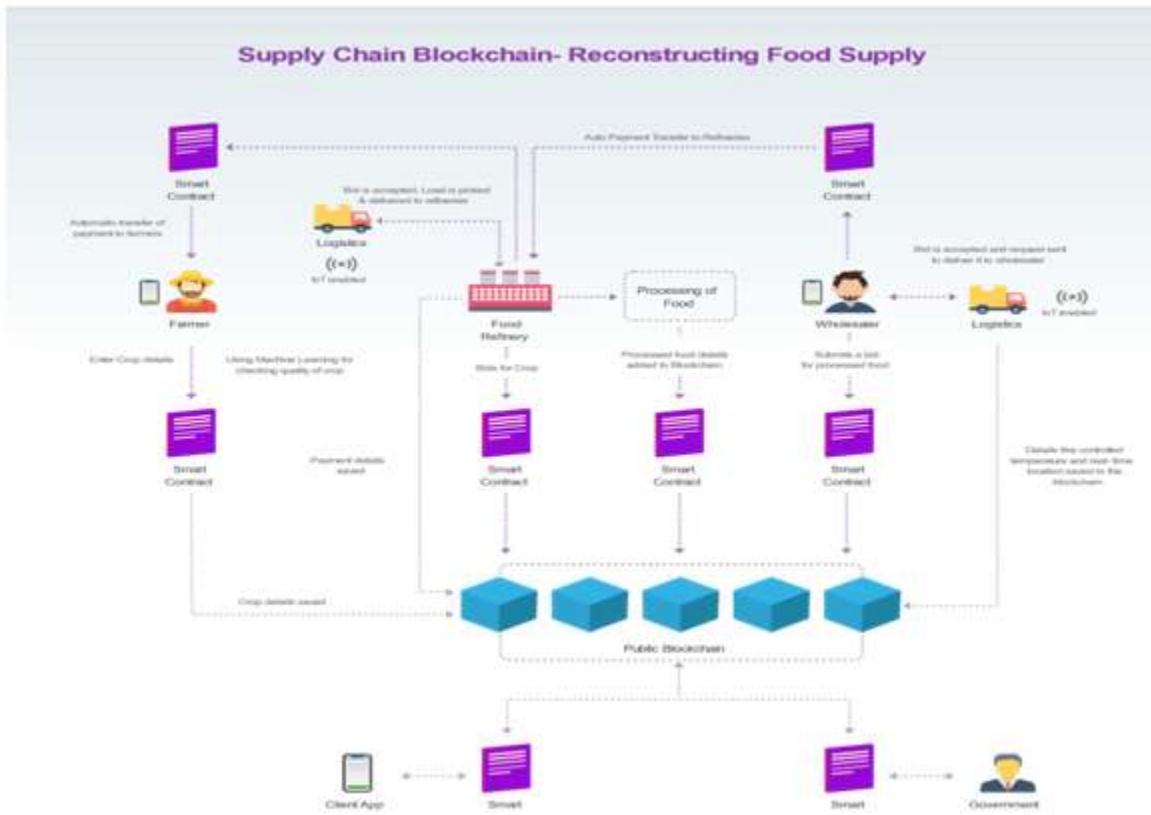 Supply Chain Blockchain- Reconstructing Food Supply
Auto Payment Transfer to Refineries
Smart
Contract
Smart
Contract
Bid is accepted, Load is picked
& delivered to refineries
Automatic transfer of
payment to farmers
Logistics
IoT enabled
Bid is accepted and request sent
to deliver it to wholesaler
Processing of
Food
IoT enabled
Farmer
Food
Refinery
Wholesaler
Logistics
Enter Crop details
Using Machine Learning for
checking quality of crop
Bids for Crop
Processed food details
added to Blockchain
Submits a bid
for processed food
Smart
Contract
Smart
Contract
Smart
Contract
Smart
Contract
Payment details
saved
Details like controlled
temperature and real-time
location saved to the
blockchain
Crop details saved
Public Blockchain
Client App
Smart
Smart
Government